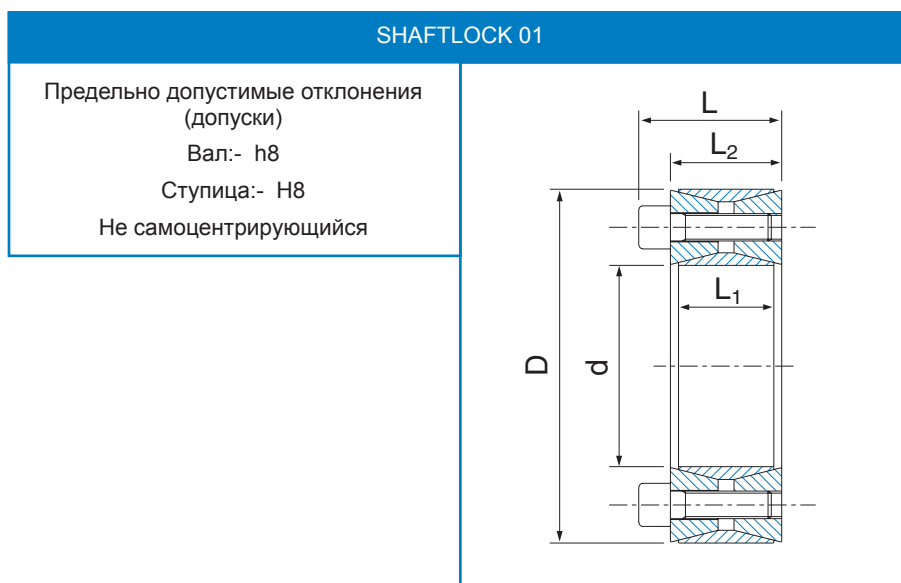 SHAFTLOCK 01
Предельно допустимые отклонения
(допуски)
Вал:- h8
Ступица:- H8
Не самоцентрирующийся
L
L₂
L₁
D
d